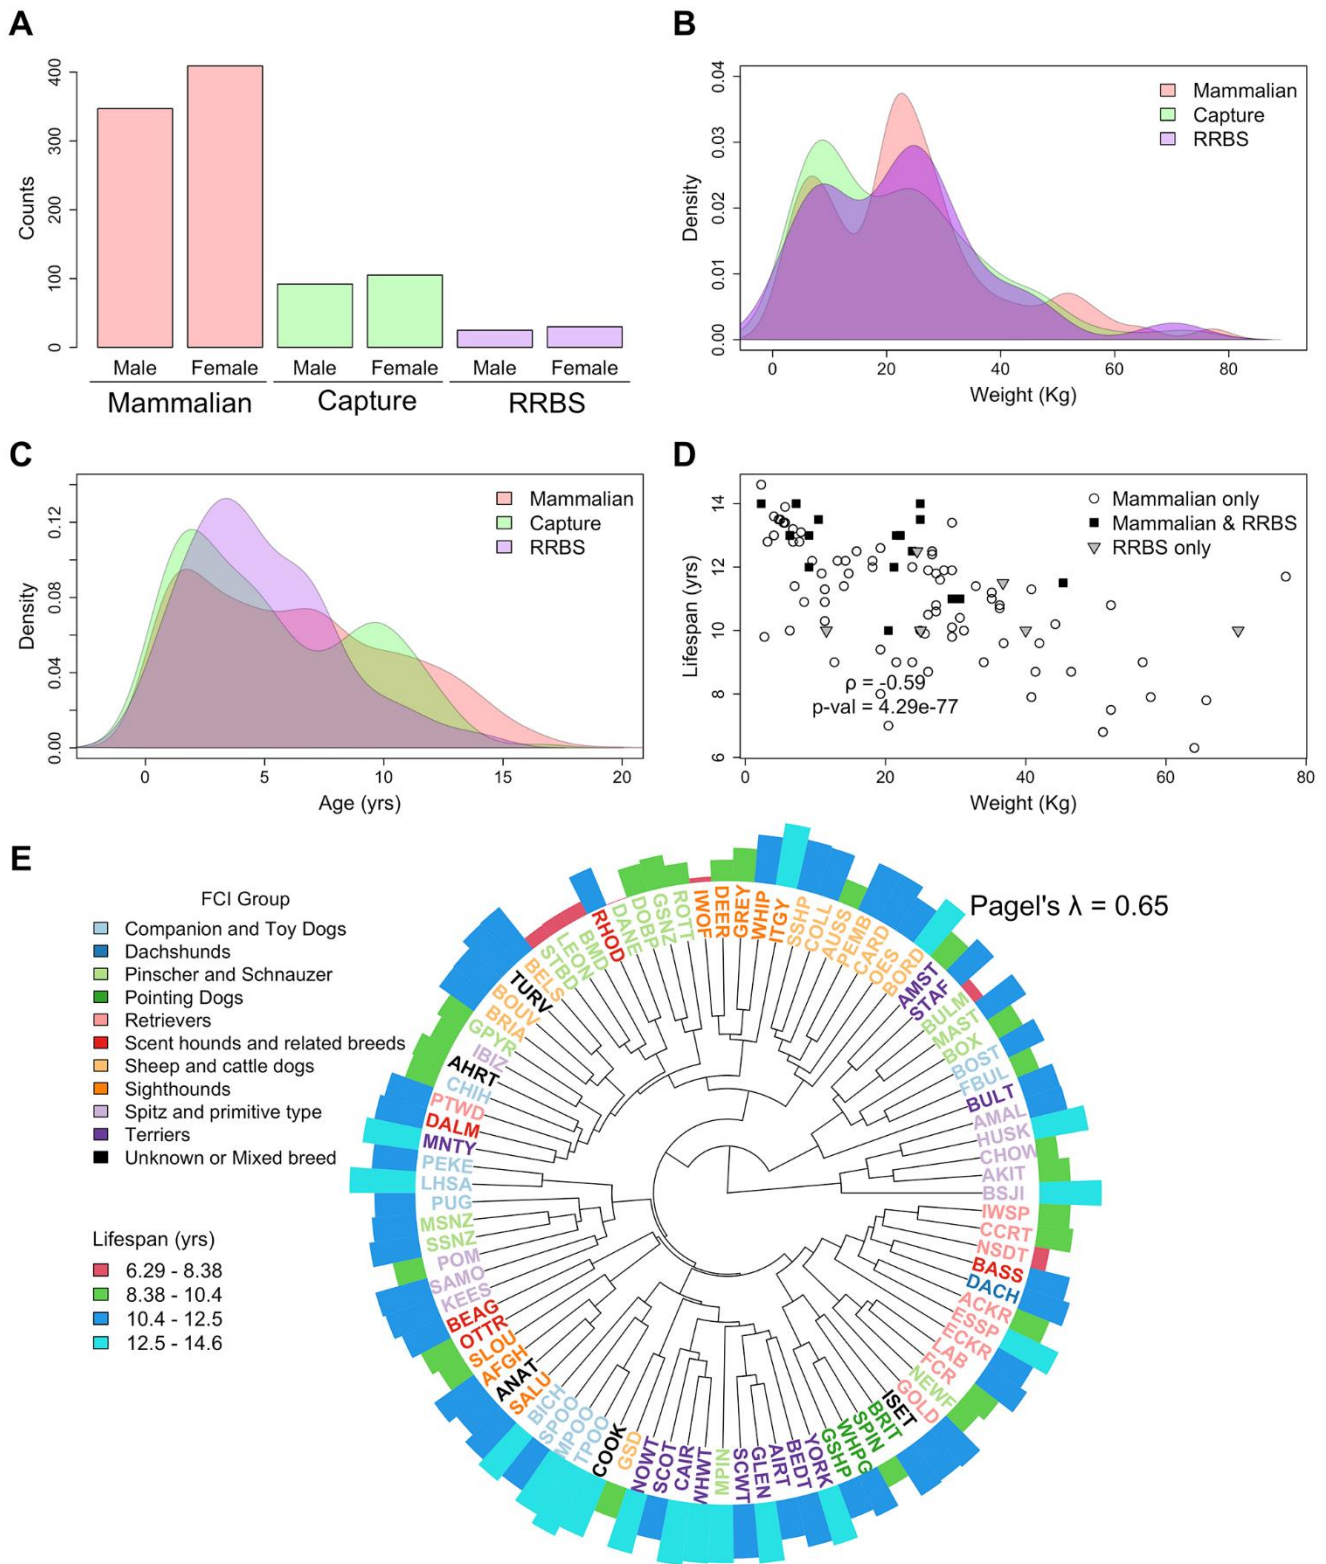 A
Counts
400
300
200
100
0
Male Female Male Female Male Female
Mammalian Capture RRBS
B
Density
0.04
0.03
0.02
0.01
0.00
0 20 40 60 80
Weight (Kg)
Mammalian
Capture
RRBS
C
Density
0.12
0.08
0.04
0.00
0 5 10 15 20
Age (yrs)
Mammalian
Capture
RRBS
D
Lifespan (yrs)
14
12
10
8
6
0 20 40 60 80
Weight (Kg)
Mammalian only
Mammalian & RRBS
RRBS only
ρ = -0.59
p-val = 4.29e-77
E
FCI Group
Companion and Toy Dogs
Dachshunds
Pinscher and Schnauzer
Pointing Dogs
Retrievers
Scent hounds and related breeds
Sheep and cattle dogs
Sighthounds
Spitz and primitive type
Terriers
Unknown or Mixed breed
Lifespan (yrs)
6.29 - 8.38
8.38 - 10.4
10.4 - 12.5
12.5 - 14.6
Pagel's λ = 0.65
IWOF
DEER
GREY
WHIP
ITGY
SSHP
COLL
AUSS
PEMB
CARD
OES
BORD
AMST
STAF
BULM
MAST
BOX
BOST
FBUL
BULT
AMAL
HUSK
CHOW
AKIT
BSJI
IWSP
CCRT
NSDT
BASS
DACH
ACKR
ESSP
ECKR
LAB
FCR
NEWF
GOLD
ISET
BRIT
SPIN
WHPG
GSHP
YORK
BEDT
AIRT
GLEN
SCWT
MPIN
WHWT
CAIR
SCOT
NOWT
GSD
COOK
TPOO
MPOO
SPOO
BICH
SALU
ANAT
AFGH
SLOU
OTTR
BEAG
KEES
SAMO
POM
SSNZ
MSNZ
PUG
LHSA
PEKE
MNTY
DALM
PTWD
CHIH
AHRT
IBIZ
GPYR
BRIA
BOUV
TURV
BELS
STBD
LEON
BMD
RHOD
DANE
DOBP
GSNZ
ROTT